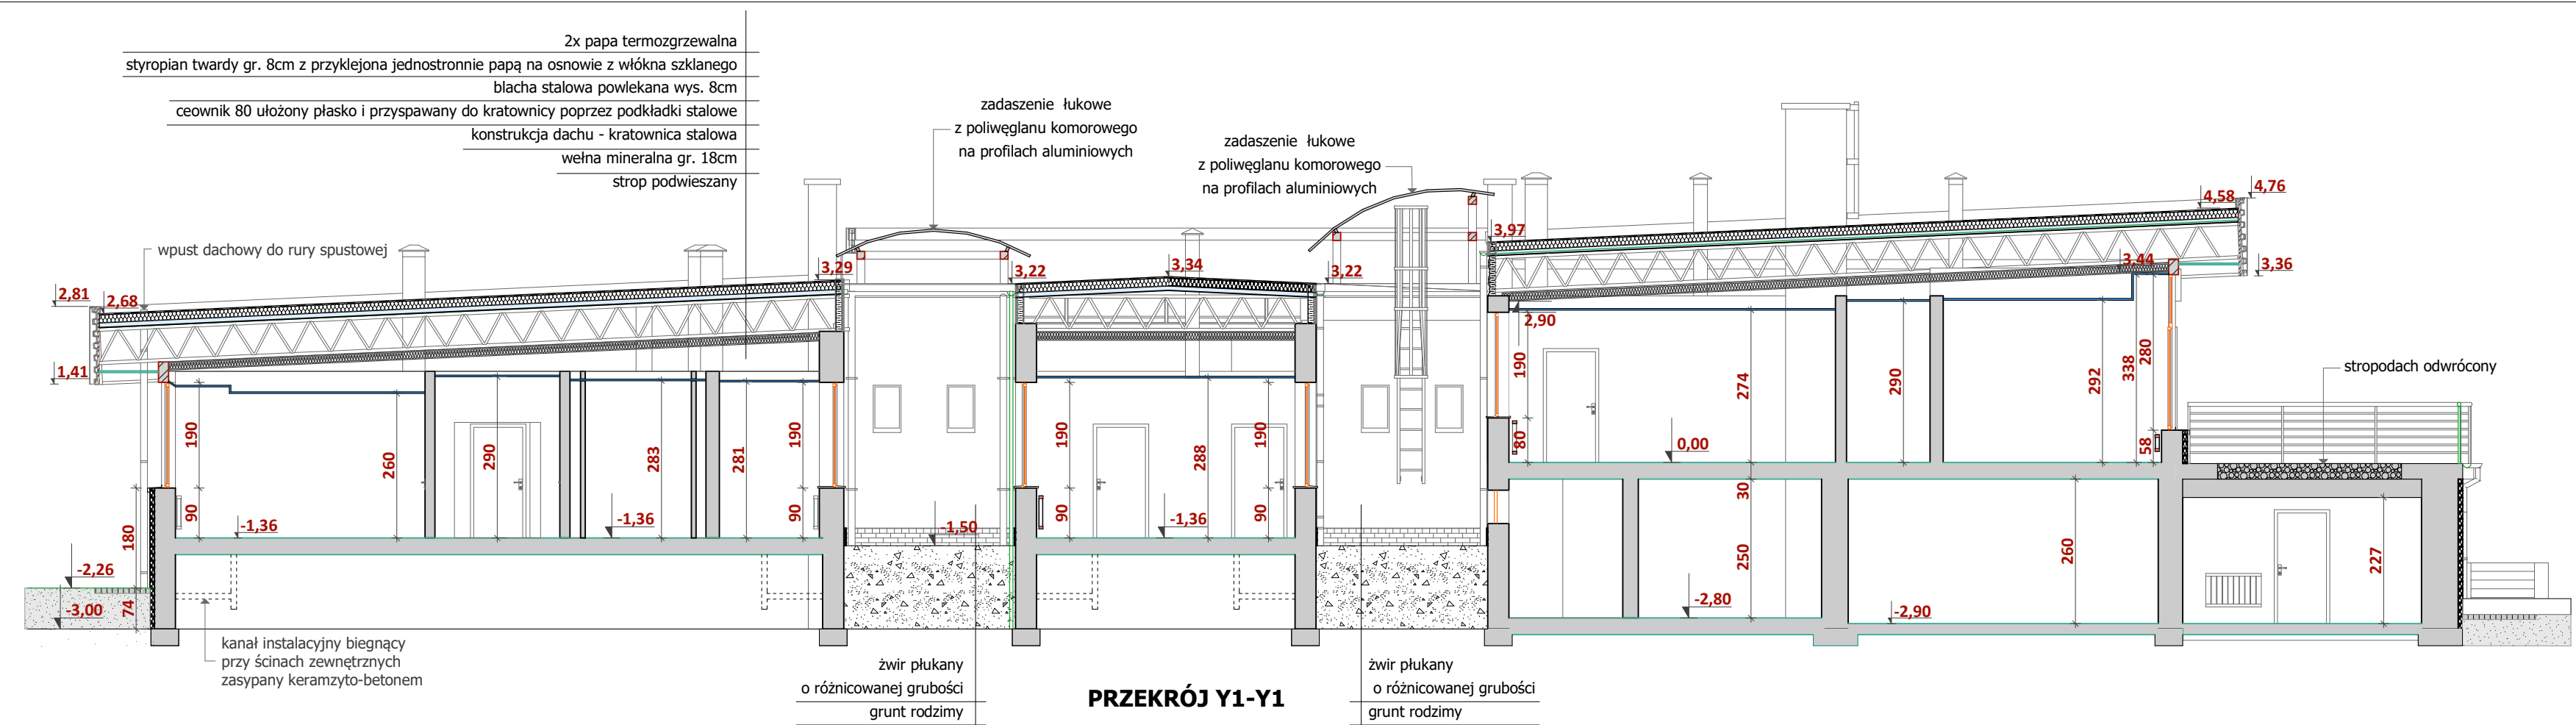 2x papa termozgrzewalna
styropian twardy gr. 8cm z przyklejona jednostronnie papą na osnowie z włókna szklanego
blacha stalowa powlekana wys. 8cm
ceownik 80 ułożony płasko i przyspawany do kratownicy poprzez podkładki stalowe
konstrukcja dachu - kratownica stalowa
wełna mineralna gr. 18cm
strop podwieszany
zadaszenie łukowe
z poliwęglanu komorowego
na profilach aluminiowych
zadaszenie łukowe
z poliwęglanu komorowego
na profilach aluminiowych
wpust dachowy do rury spustowej
stropodach odwrócony
2,81
2,68
1,41
3,29
3,22
3,34
3,22
3,97
4,58
4,76
3,44
3,36
2,90
190
260
290
283
281
190
190
288
190
190
274
290
292
338
280
90
90
90
90
80
58
180
74
-1,36
-1,36
-1,50
-1,36
0,00
30
250
260
227
-2,26
-3,00
-2,80
-2,90
kanał instalacyjny biegnący
przy ścinach zewnętrznych
zasypany keramzyto-betonem
żwir płukany
o różnicowanej grubości
grunt rodzimy
PRZEKRÓJ Y1-Y1
żwir płukany
o różnicowanej grubości
grunt rodzimy